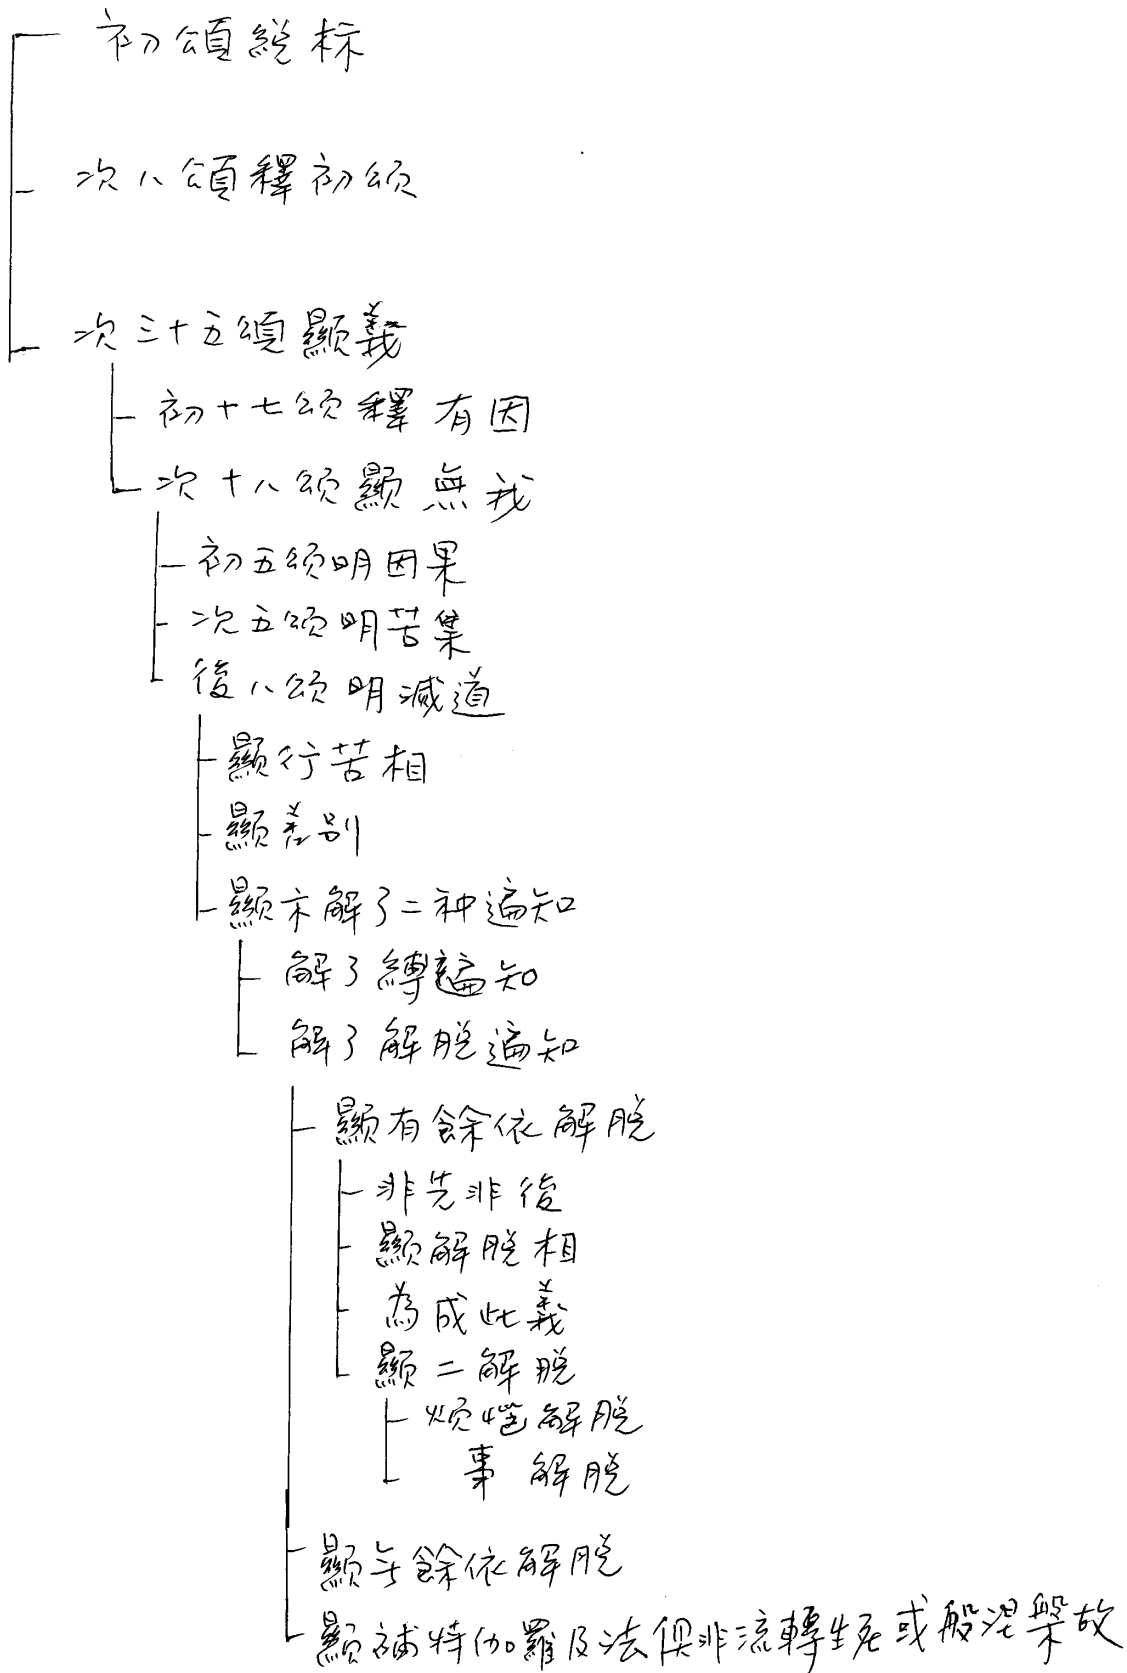 初頌総标
次八頌釋初頌
次三十五頌顯義
初十七頌釋有因
次十八頌顯無我
初五頌明因果
次五頌明苦集
後八頌明滅道
顯行苦相
顯差别
顯示解了二种遍知
解了縛遍知
解了解脱遍知
顯有餘依解脱
非先非後
顯解脱相
為成此義
顯二解脱
煩惱解脱
事解脱
顯无餘依解脱
顯補特伽羅及法俱非流轉生死或般涅槃故